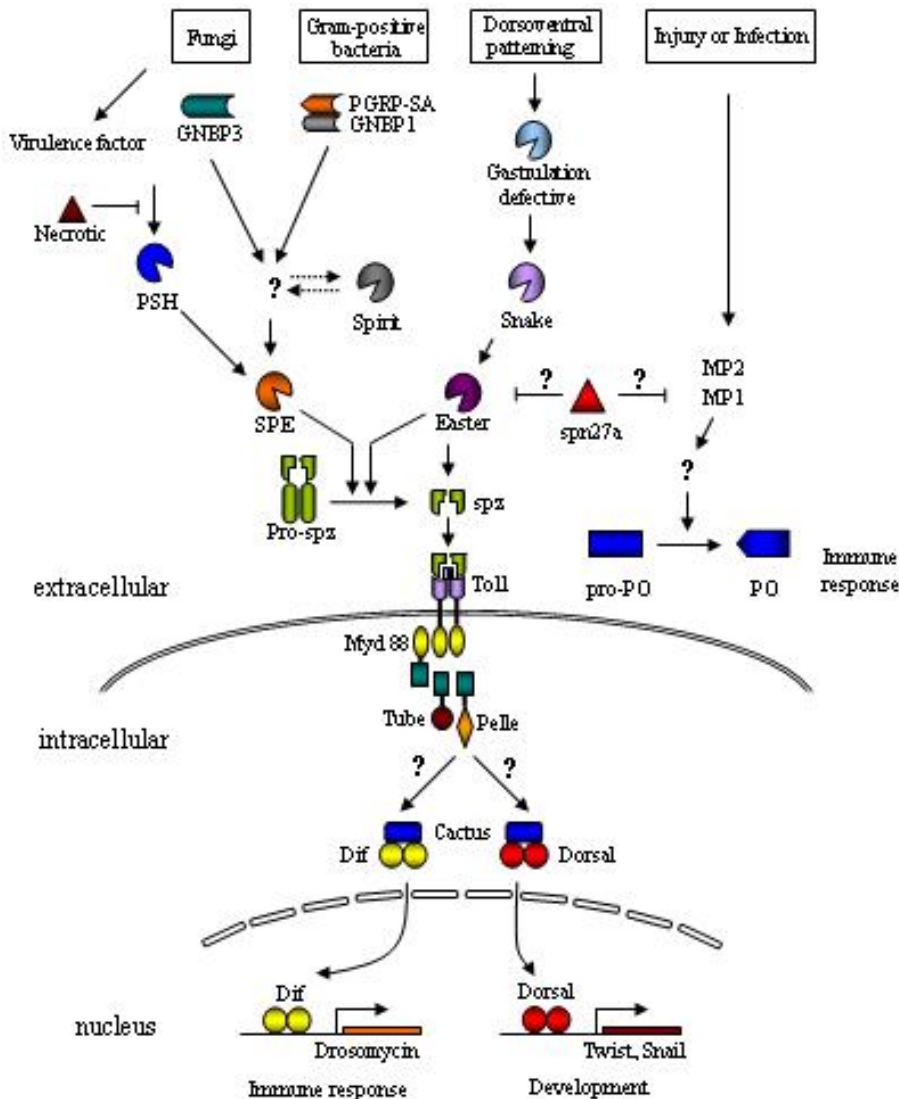 Fungi
Gram-positive
bacteria
Dorsoventral
patterning
Injury or Infection
Virulence factor
GNBP3
PGRP-SA
GNBP1
Gastrulation
defective
Necrotic
PSH
?
Spirit
Snake
SPE
Easter
?
?
spn27a
MP2
MP1
?
Pro-spz
spz
pro-PO
PO
Immune
response
extracellular
Toll
Myd 88
Tube
Pelle
intracellular
?
?
Cactus
Dif
Dorsal
Dif
Dorsal
nucleus
Drosomycin
Twist, Snail
Immune response
Development